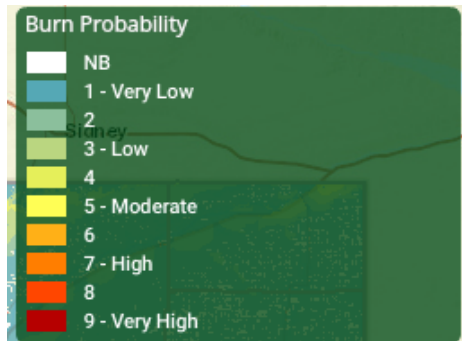 Burn Probability
NB
1 - Very Low
2
Sidney
3 - Low
4
5 - Moderate
6
7 - High
8
9 - Very High